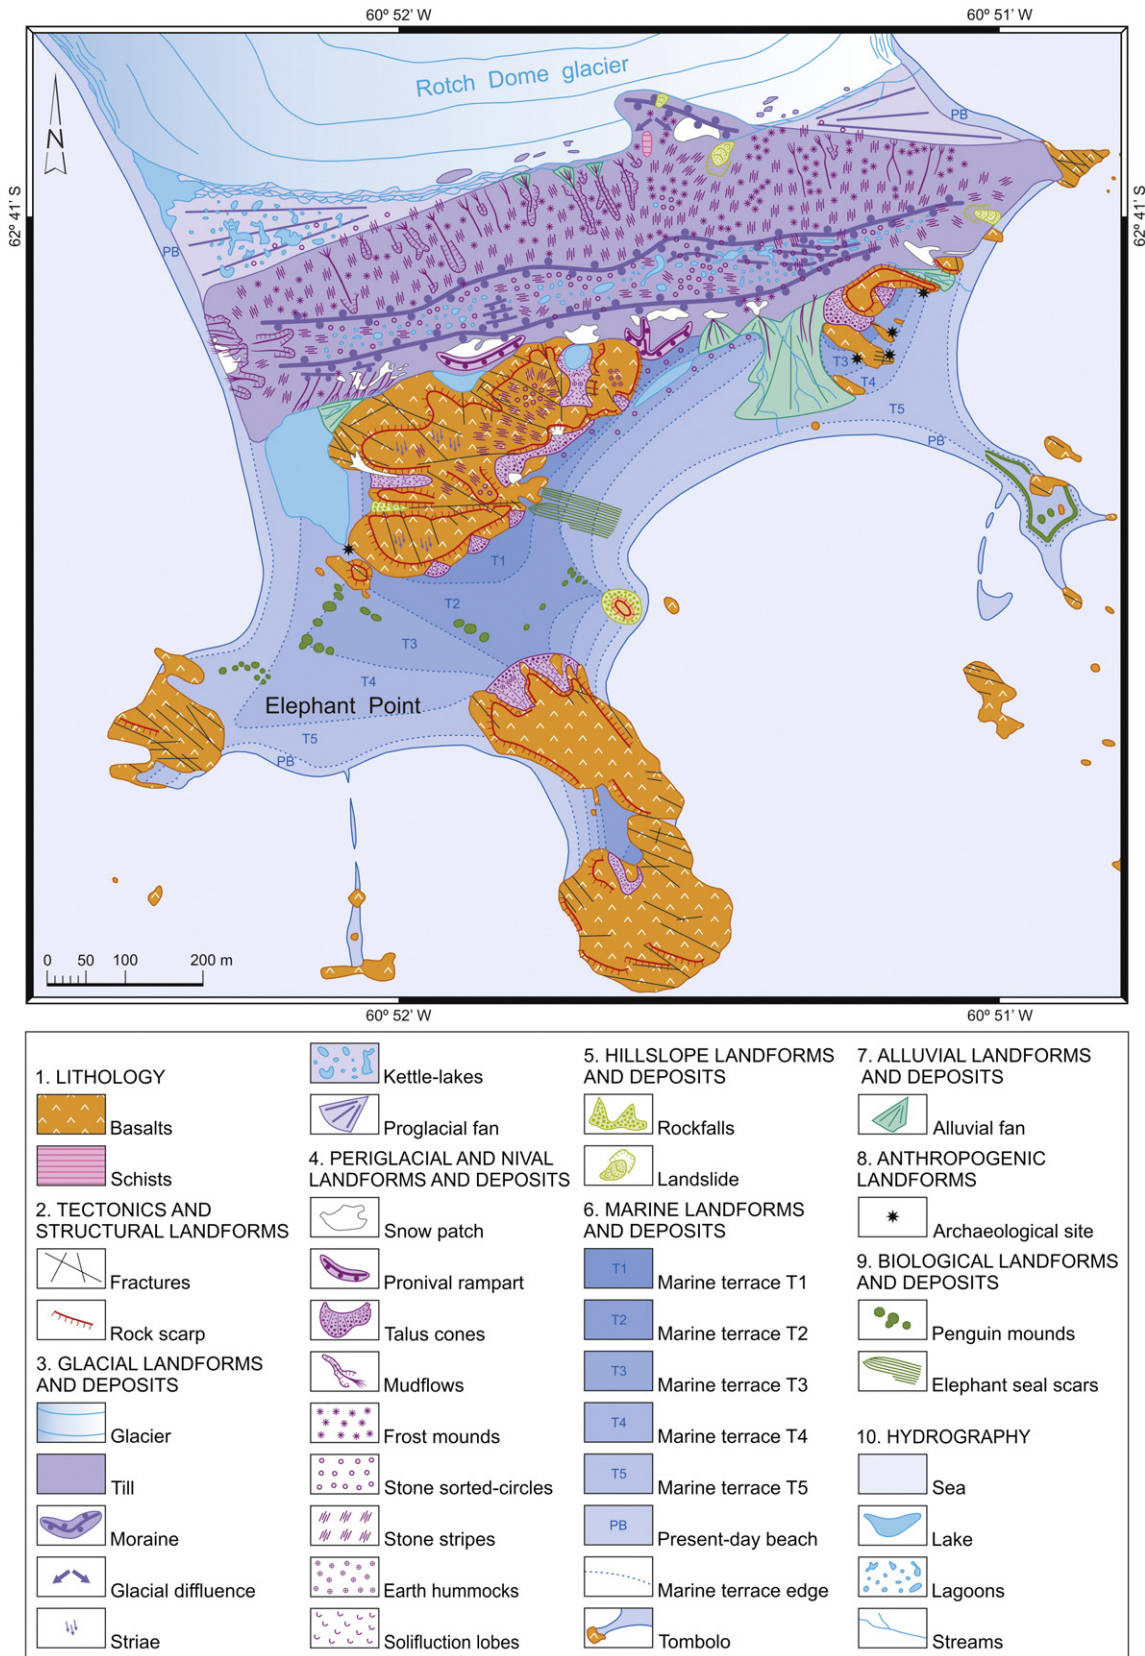 60º 52' W
60º 51' W
Rotch Dome glacier
N
PB
62º 41' S
62º 41' S
PB
T3
T4
T5
PB
T1
T2
T3
T4
Elephant Point
T5
PB
0 50 100 200 m
60º 52' W
60º 51' W
1. LITHOLOGY
Basalts
Schists
2. TECTONICS AND
STRUCTURAL LANDFORMS
Fractures
Rock scarp
3. GLACIAL LANDFORMS
AND DEPOSITS
Glacier
Till
Moraine
Glacial diffluence
Striae
Kettle-lakes
Proglacial fan
4. PERIGLACIAL AND NIVAL
LANDFORMS AND DEPOSITS
Snow patch
Pronival rampart
Talus cones
Mudflows
Frost mounds
Stone sorted-circles
Stone stripes
Earth hummocks
Solifluction lobes
5. HILLSLOPE LANDFORMS
AND DEPOSITS
Rockfalls
Landslide
6. MARINE LANDFORMS
AND DEPOSITS
T1 Marine terrace T1
T2 Marine terrace T2
T3 Marine terrace T3
T4 Marine terrace T4
T5 Marine terrace T5
PB Present-day beach
Marine terrace edge
Tombolo
7. ALLUVIAL LANDFORMS
AND DEPOSITS
Alluvial fan
8. ANTHROPOGENIC
LANDFORMS
Archaeological site
9. BIOLOGICAL LANDFORMS
AND DEPOSITS
Penguin mounds
Elephant seal scars
10. HYDROGRAPHY
Sea
Lake
Lagoons
Streams